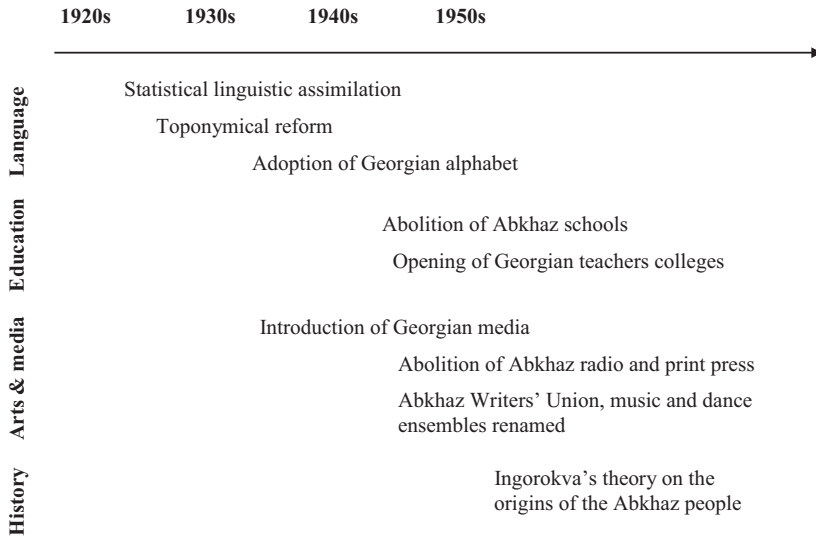 1920s 1930s 1940s 1950s
Language
Statistical linguistic assimilation
Toponymical reform
Adoption of Georgian alphabet
Education
Abolition of Abkhaz schools
Opening of Georgian teachers colleges
Arts & media
Introduction of Georgian media
Abolition of Abkhaz radio and print press
Abkhaz Writers’ Union, music and dance
ensembles renamed
History
Ingorokva’s theory on the
origins of the Abkhaz people